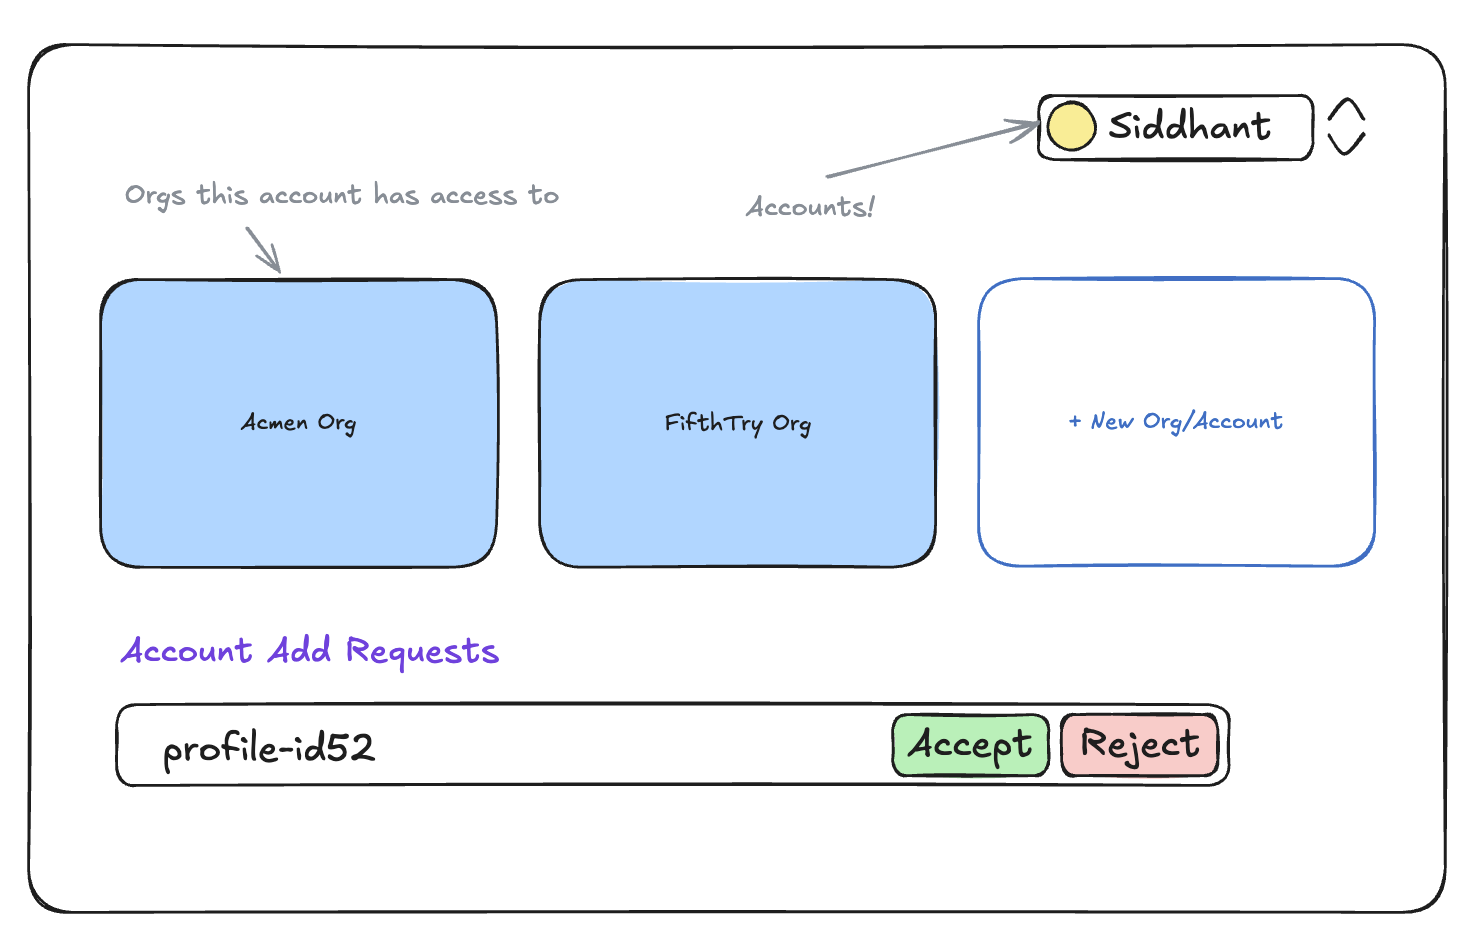 Siddhant
Orgs this account has access to
Accounts!
Acmen Org
FifthTry Org
+ New Org/Account
Account Add Requests
profile-id52
Accept
Reject